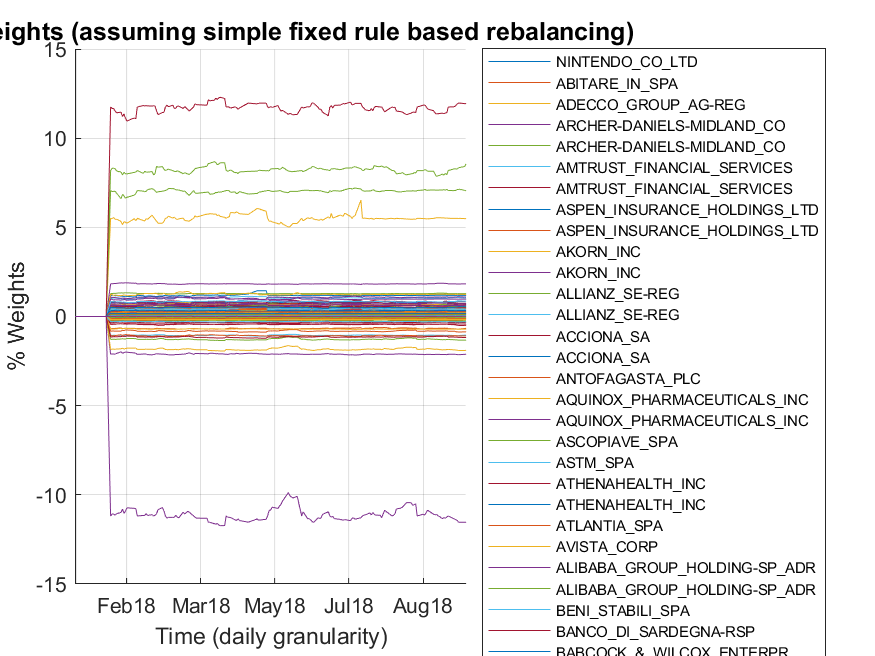 eights (assuming simple fixed rule based rebalancing)
15
10
5
0
-5
-10
-15
% Weights
Feb18 Mar18 May18 Jul18 Aug18
Time (daily granularity)
NINTENDO_CO_LTD
ABITARE_IN_SPA
ADECCO_GROUP_AG-REG
ARCHER-DANIELS-MIDLAND_CO
ARCHER-DANIELS-MIDLAND_CO
AMTRUST_FINANCIAL_SERVICES
AMTRUST_FINANCIAL_SERVICES
ASPEN_INSURANCE_HOLDINGS_LTD
ASPEN_INSURANCE_HOLDINGS_LTD
AKORN_INC
AKORN_INC
ALLIANZ_SE-REG
ALLIANZ_SE-REG
ACCIONA_SA
ACCIONA_SA
ANTOFAGASTA_PLC
AQUINOX_PHARMACEUTICALS_INC
AQUINOX_PHARMACEUTICALS_INC
ASCOPIAVE_SPA
ASTM_SPA
ATHENAHEALTH_INC
ATHENAHEALTH_INC
ATLANTIA_SPA
AVISTA_CORP
ALIBABA_GROUP_HOLDING-SP_ADR
ALIBABA_GROUP_HOLDING-SP_ADR
BENI_STABILI_SPA
BANCO_DI_SARDEGNA-RSP
BABCOCK_&_WILCOX_ENTERPR